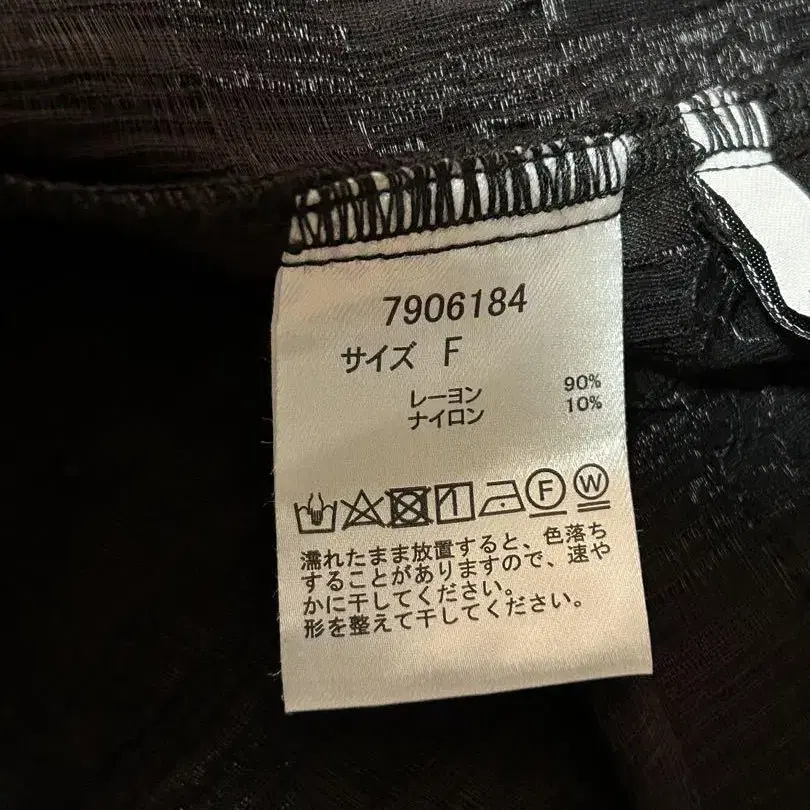 7906184
サイズ F
レーヨン 90%
ナイロン 10%
F W
濡れたまま放置すると、色落ち
することがありますので、速や
かに干してください。
形を整えて干してください。